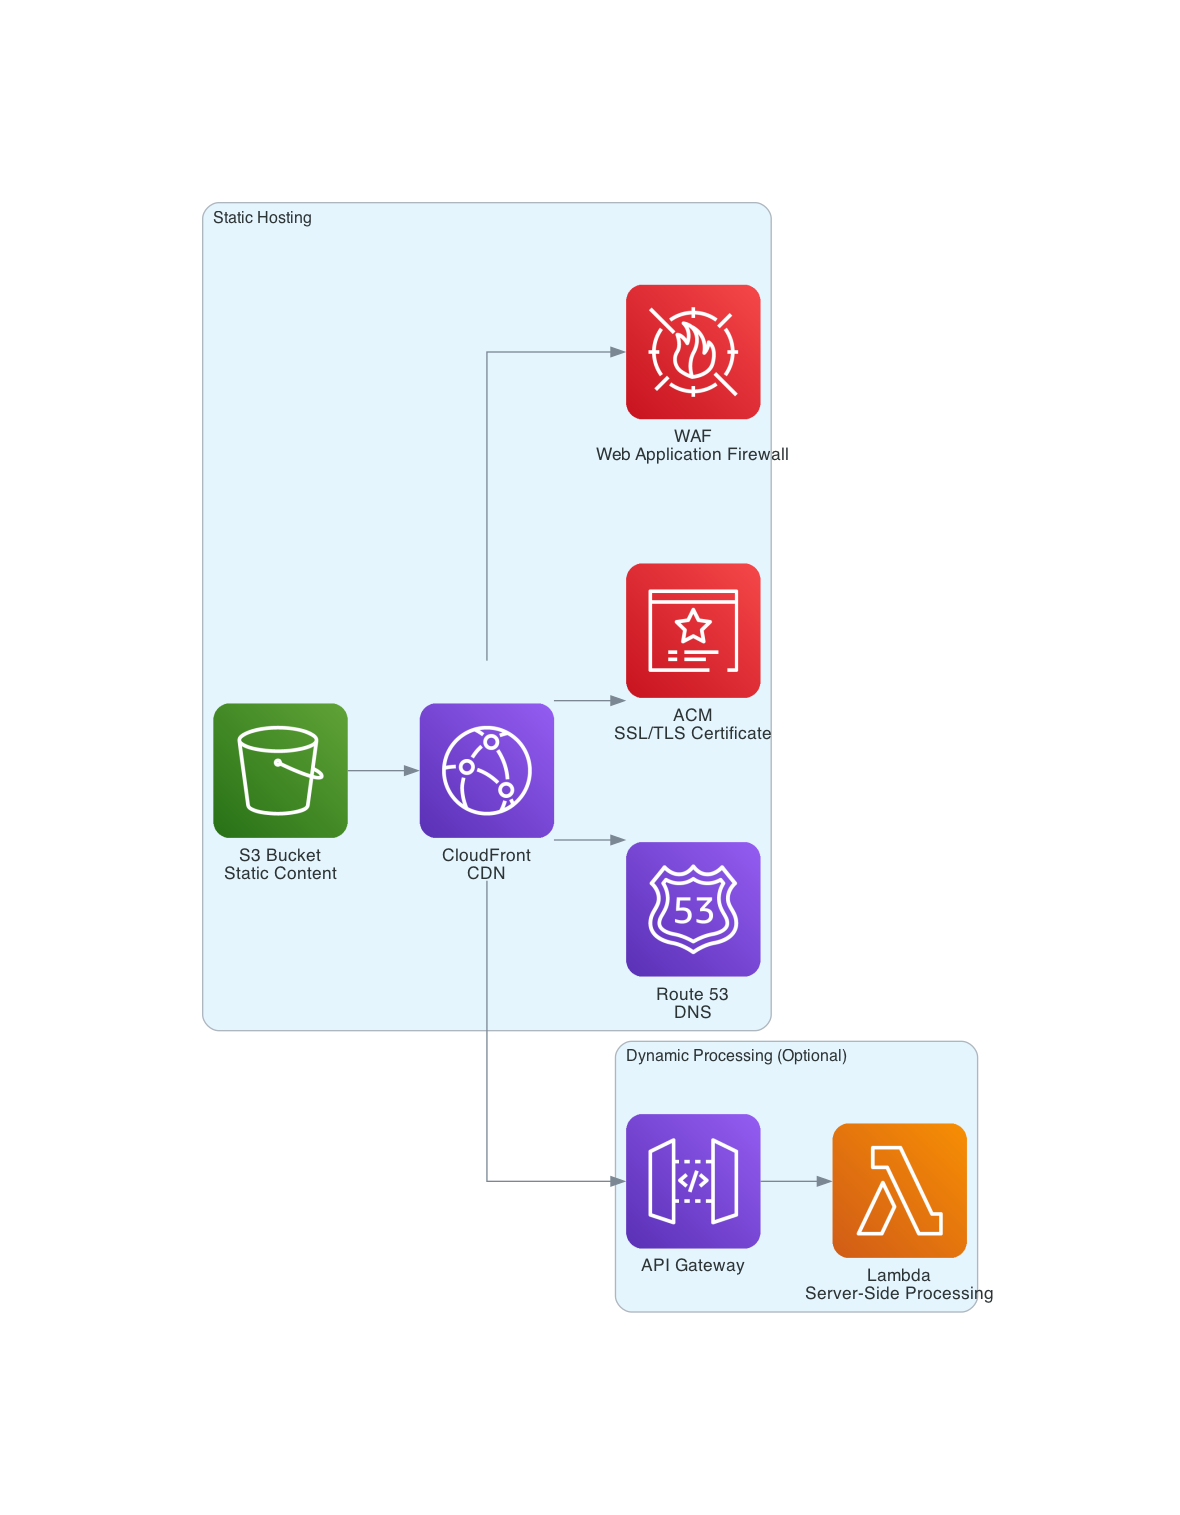 Static Hosting
WAF
Web Application Firewall
ACM
SSL/TLS Certificate
S3 Bucket
Static Content
CloudFront
CDN
53
Route 53
DNS
Dynamic Processing (Optional)
</>
API Gateway
Lambda
Server-Side Processing